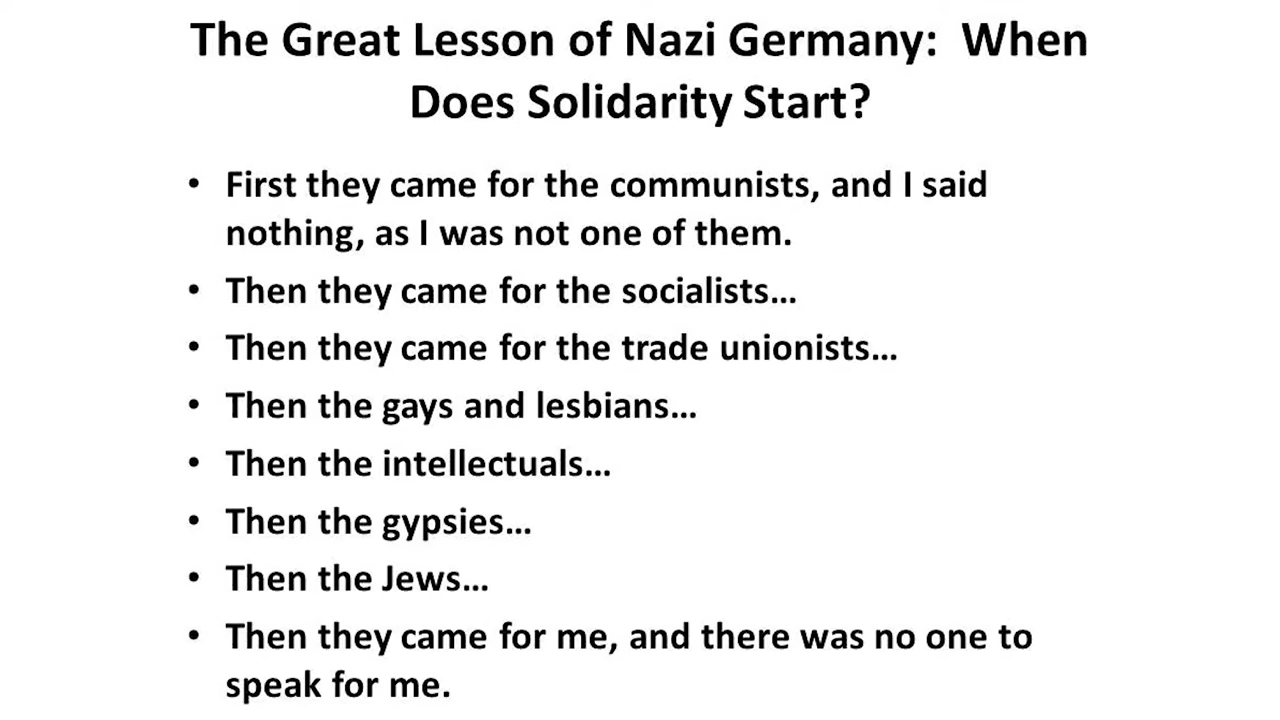 The Great Lesson of Nazi Germany:  When
Does Solidarity Start?
• First they came for the communists, and I said
nothing, as I was not one of them.
• Then they came for the socialists…
• Then they came for the trade unionists…
• Then the gays and lesbians…
• Then the intellectuals…
• Then the gypsies…
• Then the Jews…
• Then they came for me, and there was no one to
speak for me.